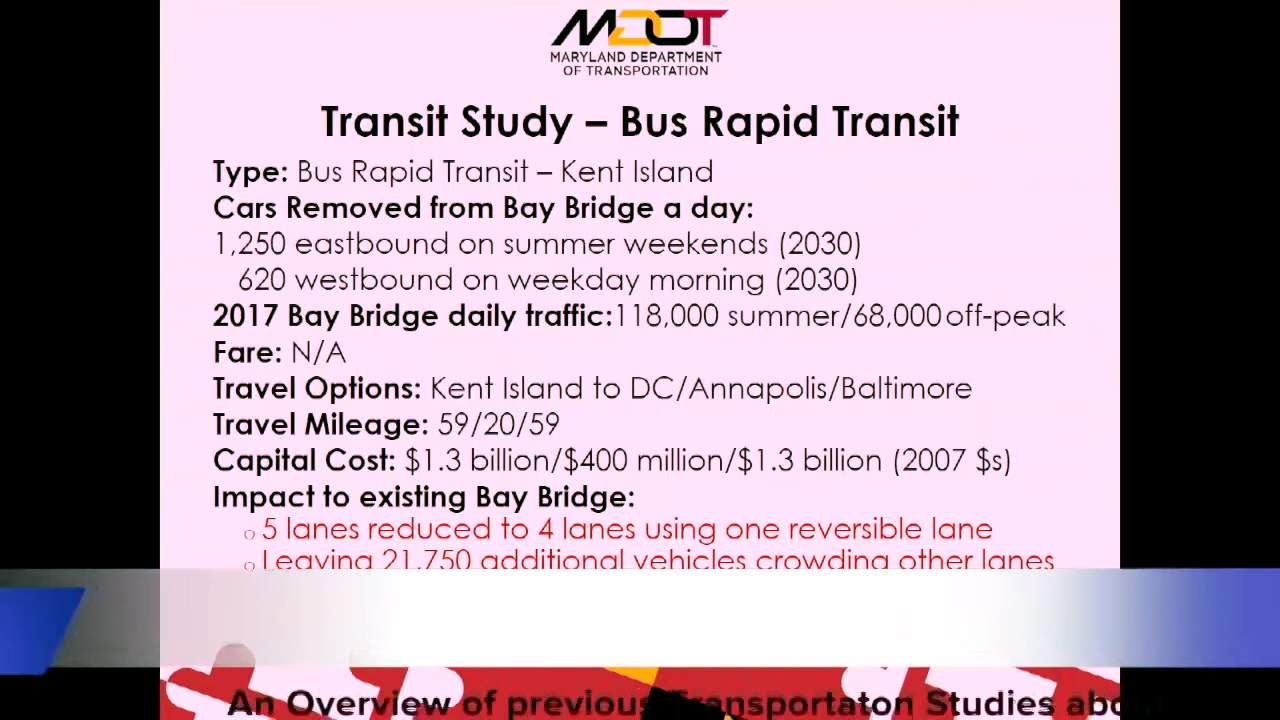 MDOT
MARYLAND DEPARTMENT
OF TRANSPORTATION
Transit Study – Bus Rapid Transit
Type: Bus Rapid Transit – Kent Island
Cars Removed from Bay Bridge a day:
1,250 eastbound on summer weekends (2030)
620 westbound on weekday morning (2030)
2017 Bay Bridge daily traffic:118,000 summer/68,000 off-peak
Fare: N/A
Travel Options: Kent Island to DC/Annapolis/Baltimore
Travel Mileage: 59/20/59
Capital Cost: $1.3 billion/$400 million/$1.3 billion (2007 $s)
Impact to existing Bay Bridge:
○ 5 lanes reduced to 4 lanes using one reversible lane
○ Leaving 21,750 additional vehicles crowding other lanes
An Overview of previous Transportaton Studies